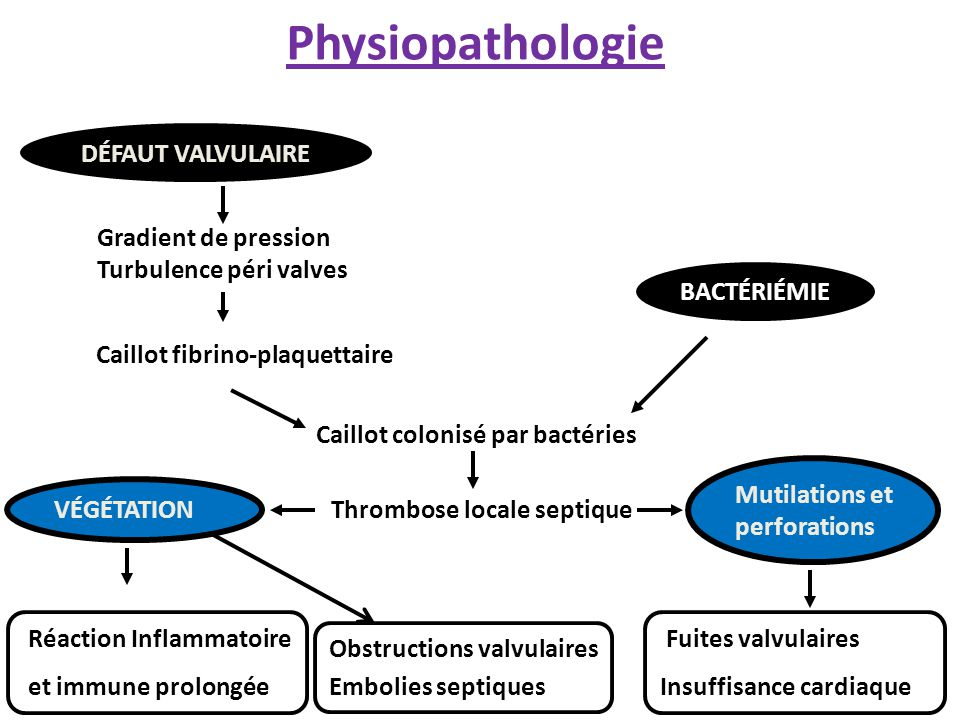 Physiopathologie
DÉFAUT VALVULAIRE
Gradient de pression
Turbulence péri valves
BACTÉRIÉMIE
Caillot fibrino-plaquettaire
Caillot colonisé par bactéries
VÉGÉTATION
Thrombose locale septique
Mutilations et
perforations
Réaction Inflammatoire
et immune prolongée
Obstructions valvulaires
Embolies septiques
Fuites valvulaires
Insuffisance cardiaque